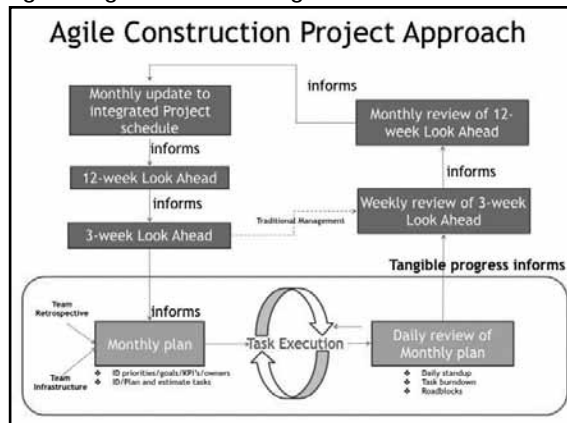 Agile Construction Project Approach
Monthly update to
integrated Project
schedule
informs
Monthly review of 12-
week Look Ahead
informs
12-week Look Ahead
informs
informs
3-week Look Ahead
Traditional Management
Weekly review of 3-week
Look Ahead
Tangible progress informs
Team
Retrospective
informs
Monthly plan
Task Execution
Daily review of
Monthly plan
Team
Infrastructure
❖ ID priorities/goals/KPI's/owners
❖ ID/Plan and estimate tasks
❖ Daily standup
❖ Task burndown
❖ Roadblocks